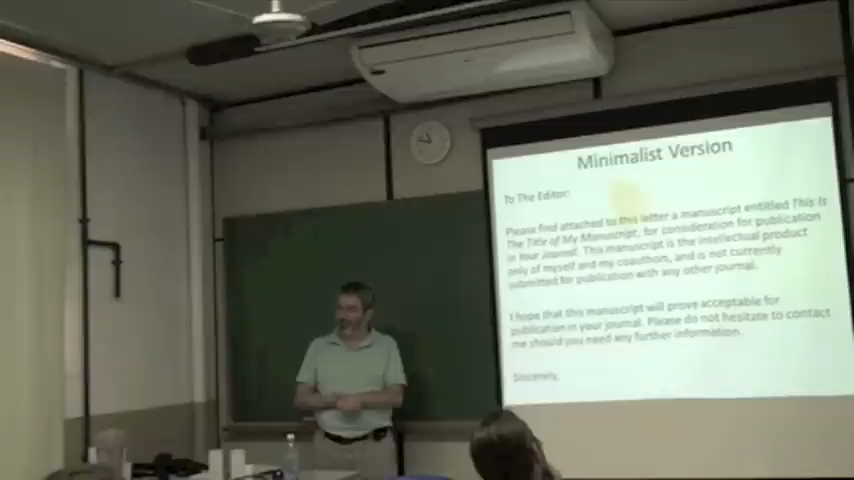 Minimalist Version
To The Editor:
Please find attached to this letter a manuscript entitled This Is
The Title of My Manuscript, for consideration for publication
in Your Journal. This manuscript is the intellectual product
only of myself and my coauthors, and is not currently
submitted for publication with any other journal.
I hope that this manuscript will prove acceptable for
publication in your journal. Please do not hesitate to contact
me should you need any further information.
Sincerely,